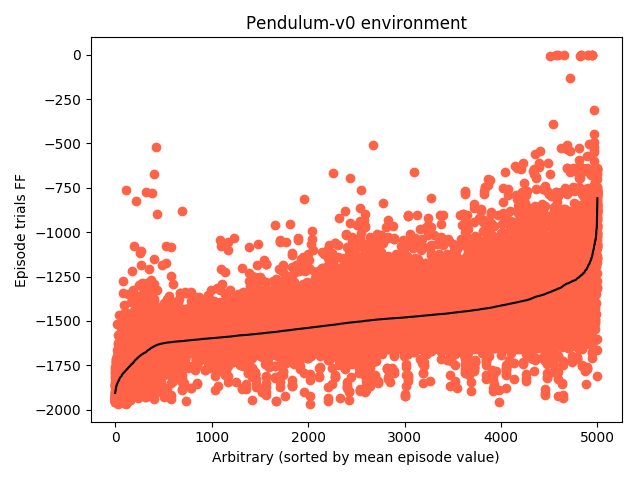 Pendulum-v0 environment
Episode trials FF
0
−250
−500
−750
−1000
−1250
−1500
−1750
−2000
0 1000 2000 3000 4000 5000
Arbitrary (sorted by mean episode value)